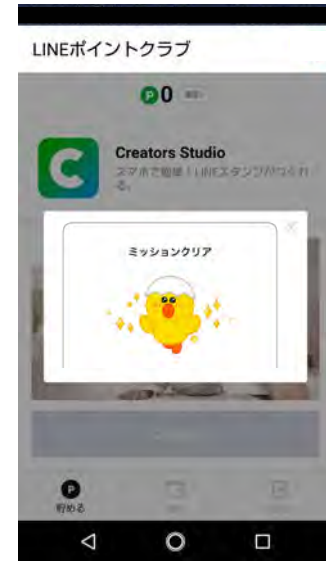 LINEポイントクラブ
P 0
C
Creators Studio
スマホで簡単！LINEスタンプがつくれ
る。
ミッションクリア
P
貯める